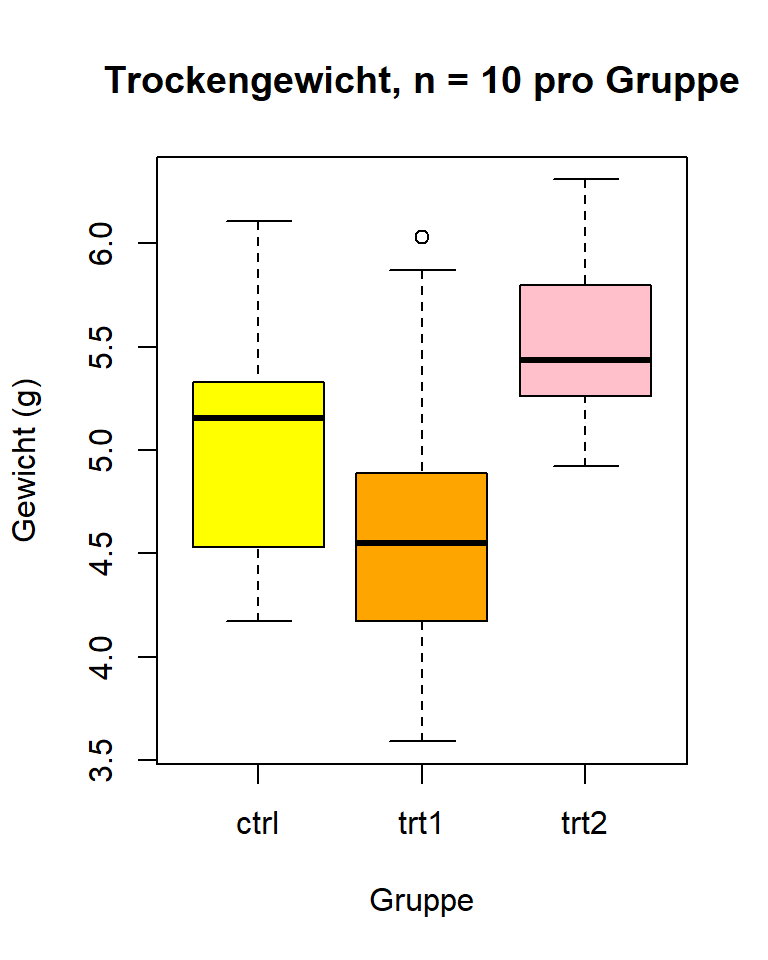 Trockengewicht, n = 10 pro Gruppe
Gewicht (g)
6.0
5.5
5.0
4.5
4.0
3.5
ctrl trt1 trt2
Gruppe